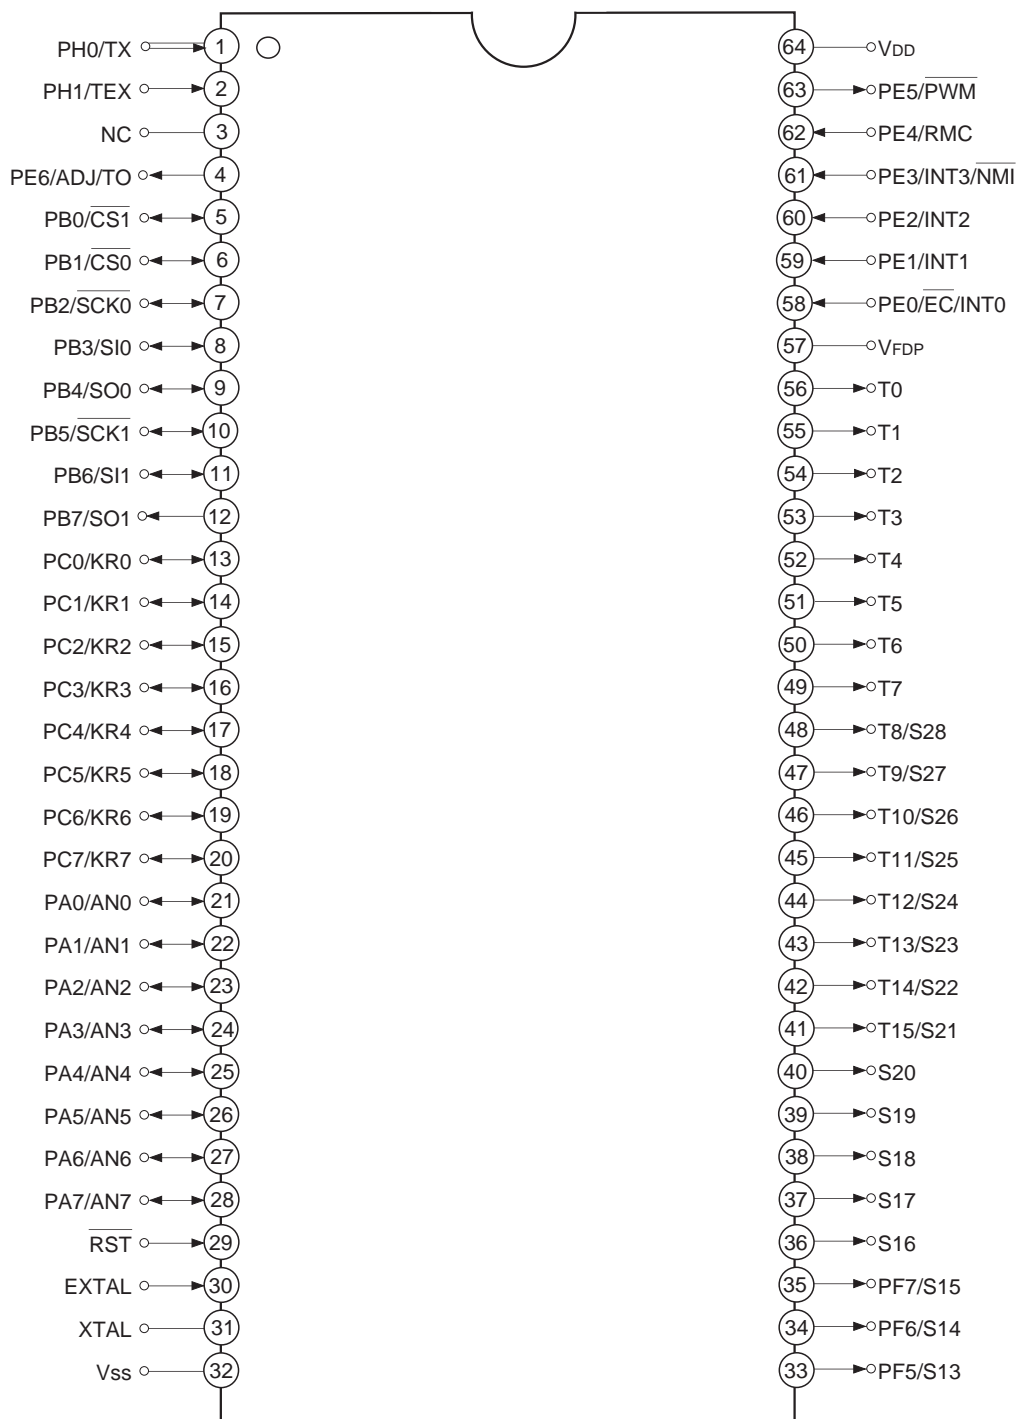 PH0/TX 1 64 VDD
PH1/TEX 2 63 PE5/P̅W̅M̅
NC 3 62 PE4/RMC
PE6/ADJ/TO 4 61 PE3/INT3/N̅M̅I̅
PB0/C̅S̅1̅ 5 60 PE2/INT2
PB1/C̅S̅0̅ 6 59 PE1/INT1
PB2/S̅C̅K̅0̅ 7 58 PE0/E̅C̅/INT0
PB3/SI0 8 57 VFDP
PB4/SO0 9 56 T0
PB5/S̅C̅K̅1̅ 10 55 T1
PB6/SI1 11 54 T2
PB7/SO1 12 53 T3
PC0/KR0 13 52 T4
PC1/KR1 14 51 T5
PC2/KR2 15 50 T6
PC3/KR3 16 49 T7
PC4/KR4 17 48 T8/S28
PC5/KR5 18 47 T9/S27
PC6/KR6 19 46 T10/S26
PC7/KR7 20 45 T11/S25
PA0/AN0 21 44 T12/S24
PA1/AN1 22 43 T13/S23
PA2/AN2 23 42 T14/S22
PA3/AN3 24 41 T15/S21
PA4/AN4 25 40 S20
PA5/AN5 26 39 S19
PA6/AN6 27 38 S18
PA7/AN7 28 37 S17
R̅S̅T̅ 29 36 S16
EXTAL 30 35 PF7/S15
XTAL 31 34 PF6/S14
Vss 32 33 PF5/S13